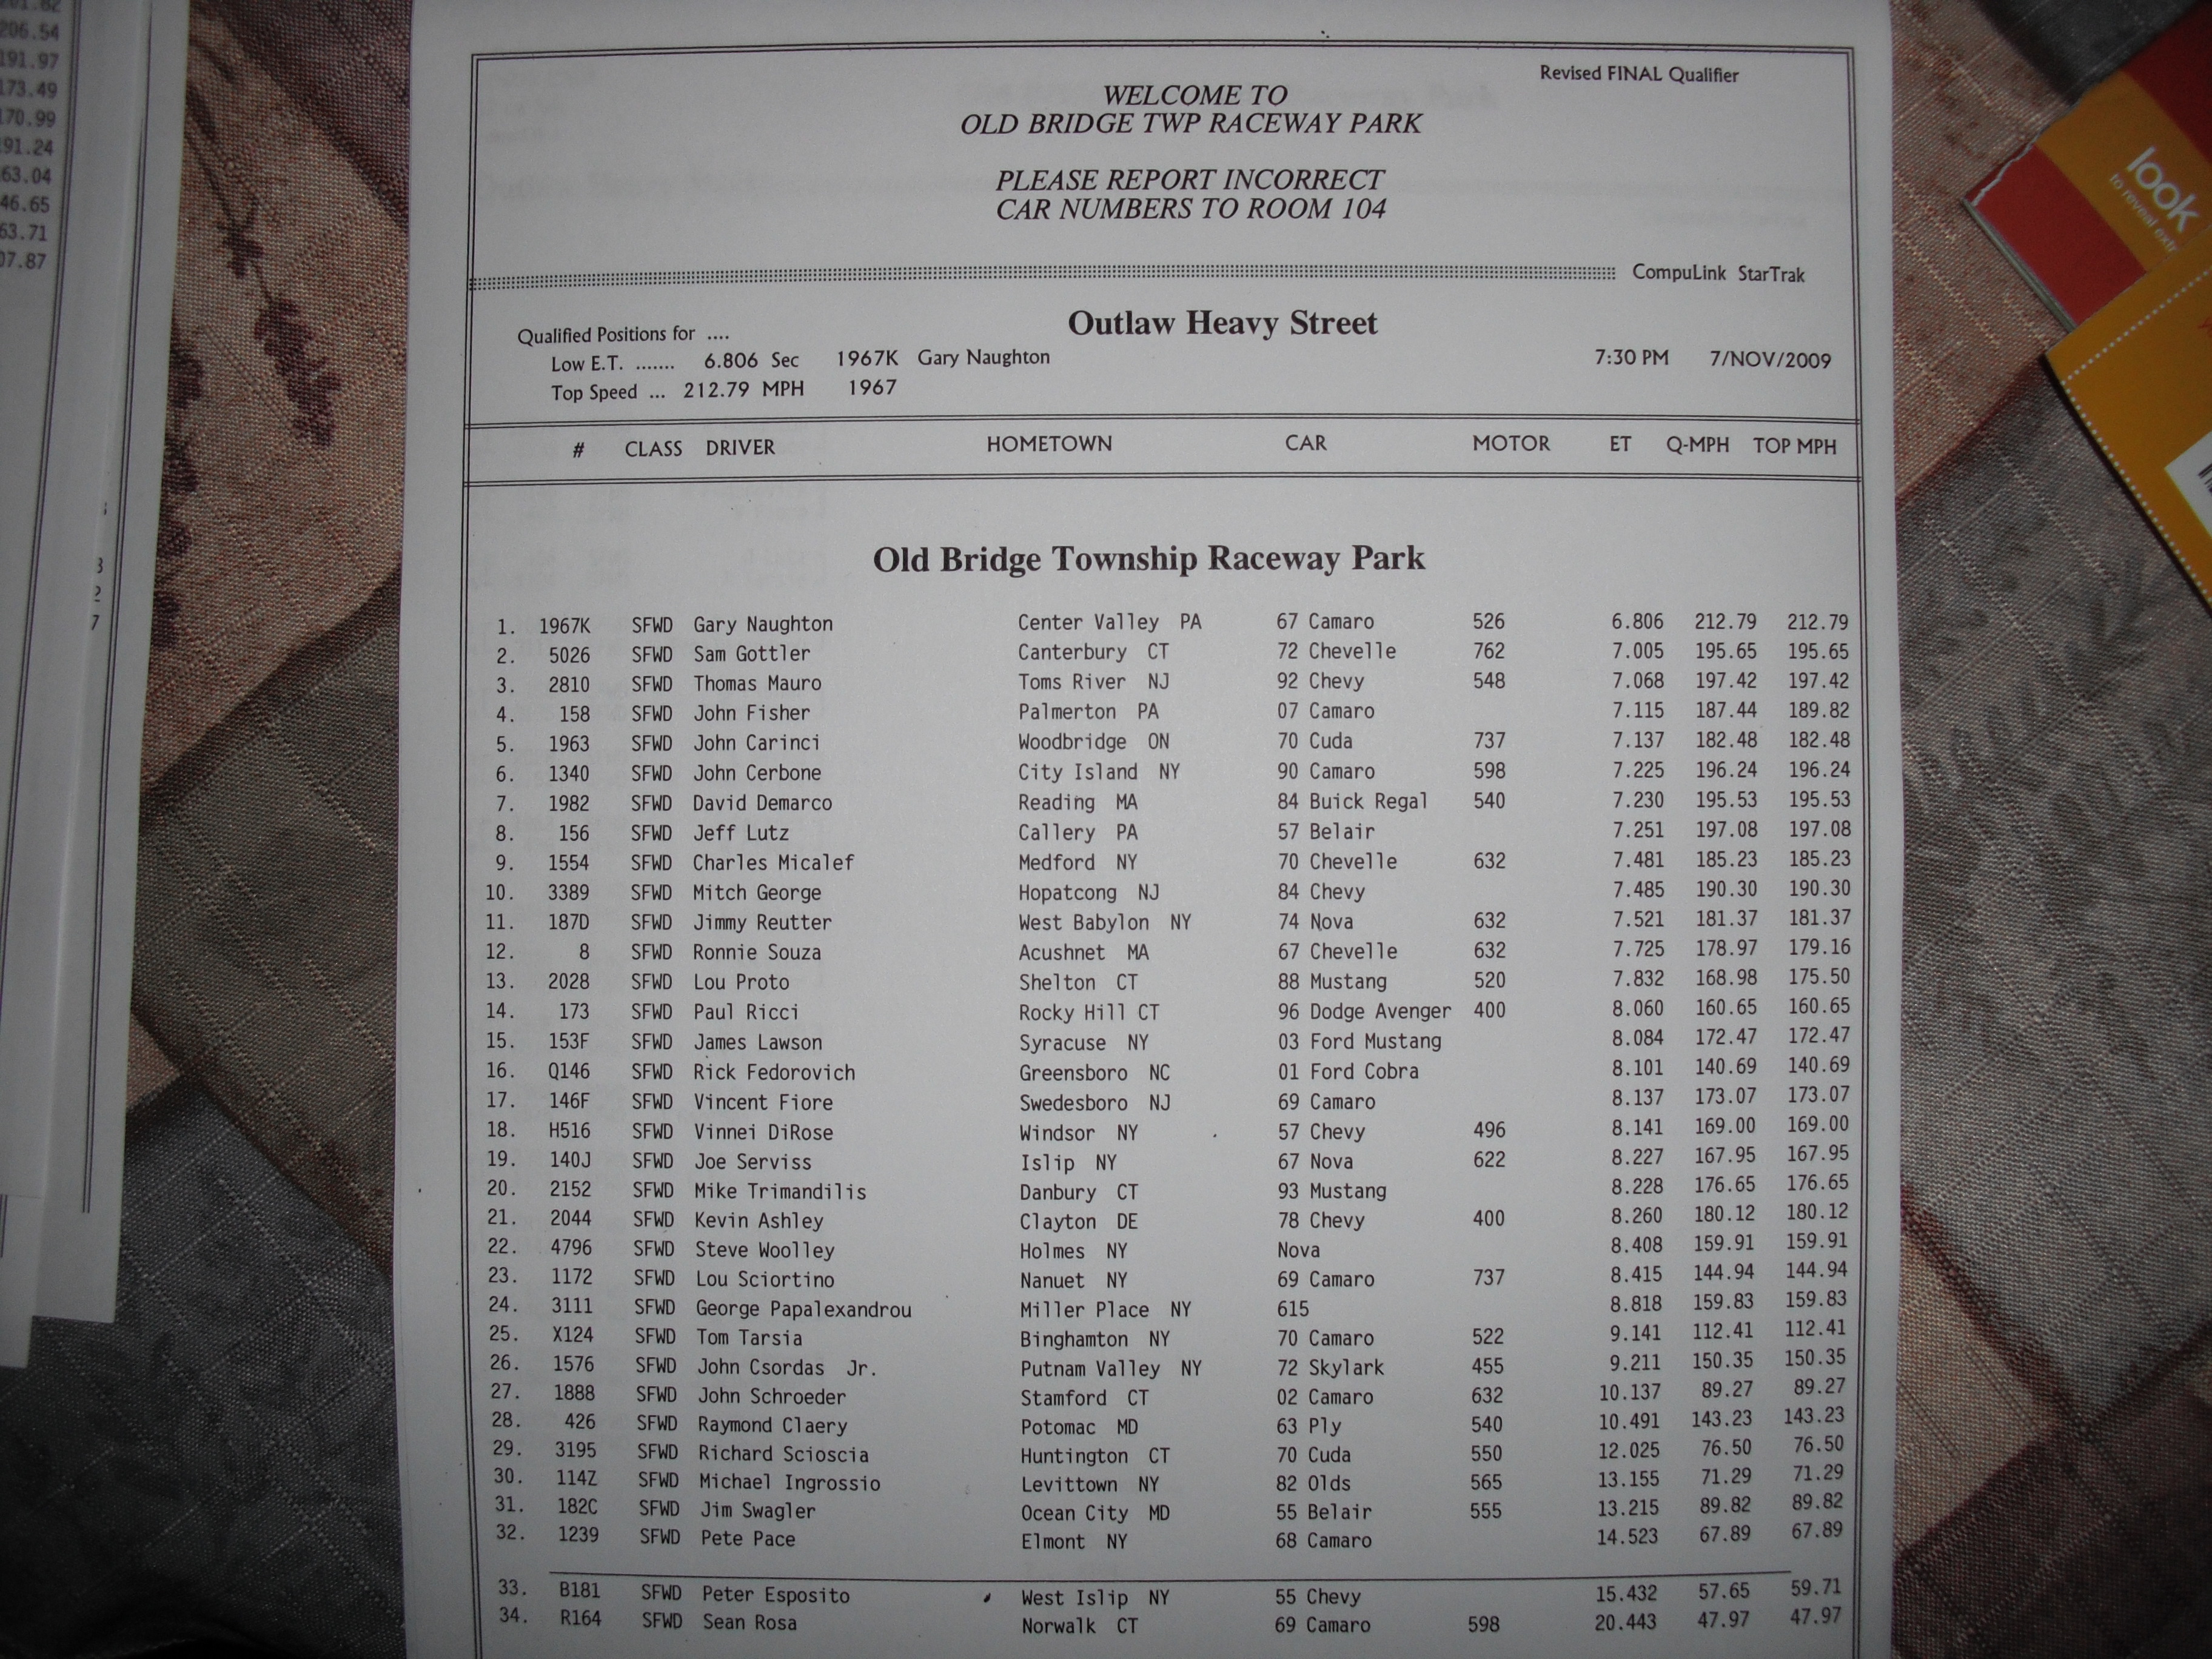 201.82
206.54
191.97
173.49
170.99
191.24
63.04
46.65
63.71
07.87
3
2
7
Revised FINAL Qualifier
WELCOME TO
OLD BRIDGE TWP RACEWAY PARK
PLEASE REPORT INCORRECT
CAR NUMBERS TO ROOM 104
CompuLink StarTrak
Outlaw Heavy Street
Qualified Positions for ....
Low E.T. ....... 6.806 Sec 1967K Gary Naughton 7:30 PM 7/NOV/2009
Top Speed ... 212.79 MPH 1967
# CLASS DRIVER HOMETOWN CAR MOTOR ET Q-MPH TOP MPH
Old Bridge Township Raceway Park
1. 1967K SFWD Gary Naughton Center Valley PA 67 Camaro 526 6.806 212.79 212.79
2. 5026 SFWD Sam Gottler Canterbury CT 72 Chevelle 762 7.005 195.65 195.65
3. 2810 SFWD Thomas Mauro Toms River NJ 92 Chevy 548 7.068 197.42 197.42
4. 158 SFWD John Fisher Palmerton PA 07 Camaro 7.115 187.44 189.82
5. 1963 SFWD John Carinci Woodbridge ON 70 Cuda 737 7.137 182.48 182.48
6. 1340 SFWD John Cerbone City Island NY 90 Camaro 598 7.225 196.24 196.24
7. 1982 SFWD David Demarco Reading MA 84 Buick Regal 540 7.230 195.53 195.53
8. 156 SFWD Jeff Lutz Callery PA 57 Belair 7.251 197.08 197.08
9. 1554 SFWD Charles Micalef Medford NY 70 Chevelle 632 7.481 185.23 185.23
10. 3389 SFWD Mitch George Hopatcong NJ 84 Chevy 7.485 190.30 190.30
11. 187D SFWD Jimmy Reutter West Babylon NY 74 Nova 632 7.521 181.37 181.37
12. 8 SFWD Ronnie Souza Acushnet MA 67 Chevelle 632 7.725 178.97 179.16
13. 2028 SFWD Lou Proto Shelton CT 88 Mustang 520 7.832 168.98 175.50
14. 173 SFWD Paul Ricci Rocky Hill CT 96 Dodge Avenger 400 8.060 160.65 160.65
15. 153F SFWD James Lawson Syracuse NY 03 Ford Mustang 8.084 172.47 172.47
16. Q146 SFWD Rick Fedorovich Greensboro NC 01 Ford Cobra 8.101 140.69 140.69
17. 146F SFWD Vincent Fiore Swedesboro NJ 69 Camaro 8.137 173.07 173.07
18. H516 SFWD Vinnei DiRose Windsor NY 57 Chevy 496 8.141 169.00 169.00
19. 140J SFWD Joe Serviss Islip NY 67 Nova 622 8.227 167.95 167.95
20. 2152 SFWD Mike Trimandilis Danbury CT 93 Mustang 8.228 176.65 176.65
21. 2044 SFWD Kevin Ashley Clayton DE 78 Chevy 400 8.260 180.12 180.12
22. 4796 SFWD Steve Woolley Holmes NY Nova 8.408 159.91 159.91
23. 1172 SFWD Lou Sciortino Nanuet NY 69 Camaro 737 8.415 144.94 144.94
24. 3111 SFWD George Papalexandrou Miller Place NY 615 8.818 159.83 159.83
25. X124 SFWD Tom Tarsia Binghamton NY 70 Camaro 522 9.141 112.41 112.41
26. 1576 SFWD John Csordas Jr. Putnam Valley NY 72 Skylark 455 9.211 150.35 150.35
27. 1888 SFWD John Schroeder Stamford CT 02 Camaro 632 10.137 89.27 89.27
28. 426 SFWD Raymond Claery Potomac MD 63 Ply 540 10.491 143.23 143.23
29. 3195 SFWD Richard Scioscia Huntington CT 70 Cuda 550 12.025 76.50 76.50
30. 114Z SFWD Michael Ingrossio Levittown NY 82 Olds 565 13.155 71.29 71.29
31. 182C SFWD Jim Swagler Ocean City MD 55 Belair 555 13.215 89.82 89.82
32. 1239 SFWD Pete Pace Elmont NY 68 Camaro 14.523 67.89 67.89
33. B181 SFWD Peter Esposito West Islip NY 55 Chevy 15.432 57.65 59.71
34. R164 SFWD Sean Rosa Norwalk CT 69 Camaro 598 20.443 47.97 47.97
look
to reveal